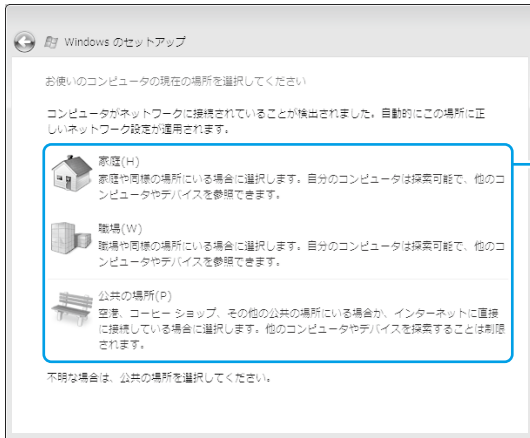 Windows のセットアップ
お使いのコンピュータの現在の場所を選択してください
コンピュータがネットワークに接続されていることが検出されました。自動的にこの場所に正
しいネットワーク設定が適用されます。
家庭(H)
家庭や同様の場所にいる場合に選択します。自分のコンピュータは探索可能で、他のコ
ンピュータやデバイスを参照できます。
職場(W)
職場や同様の場所にいる場合に選択します。自分のコンピュータは探索可能で、他のコ
ンピュータやデバイスを参照できます。
公共の場所(P)
空港、コーヒー ショップ、その他の公共の場所にいる場合か、インターネットに直接
に接続している場合に選択します。他のコンピュータやデバイスを探索することは制限
されます。
不明な場合は、公共の場所を選択してください。